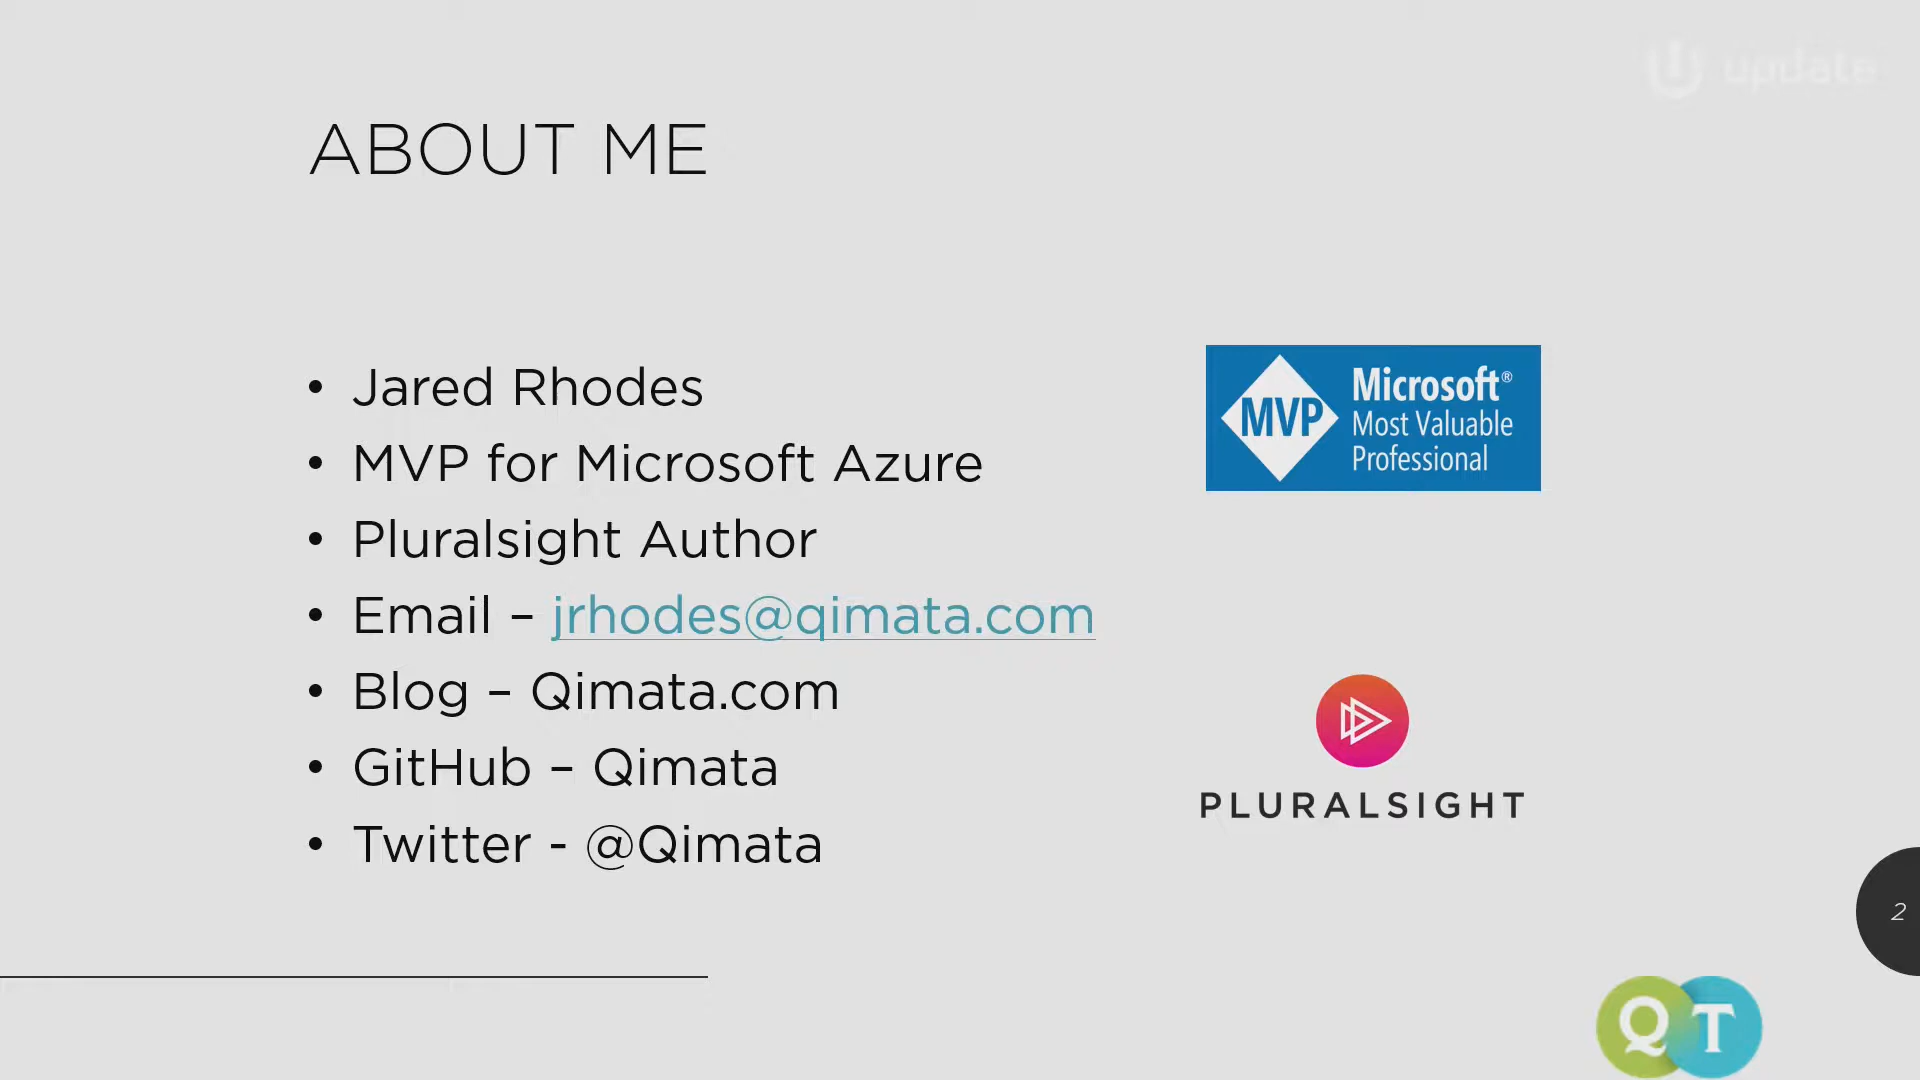 update
ABOUT ME
• Jared Rhodes
• MVP for Microsoft Azure
• Pluralsight Author
• Email – jrhodes@qimata.com
• Blog – Qimata.com
• GitHub – Qimata
• Twitter - @Qimata
MVP
Microsoft®
Most Valuable
Professional
PLURALSIGHT
2
QT